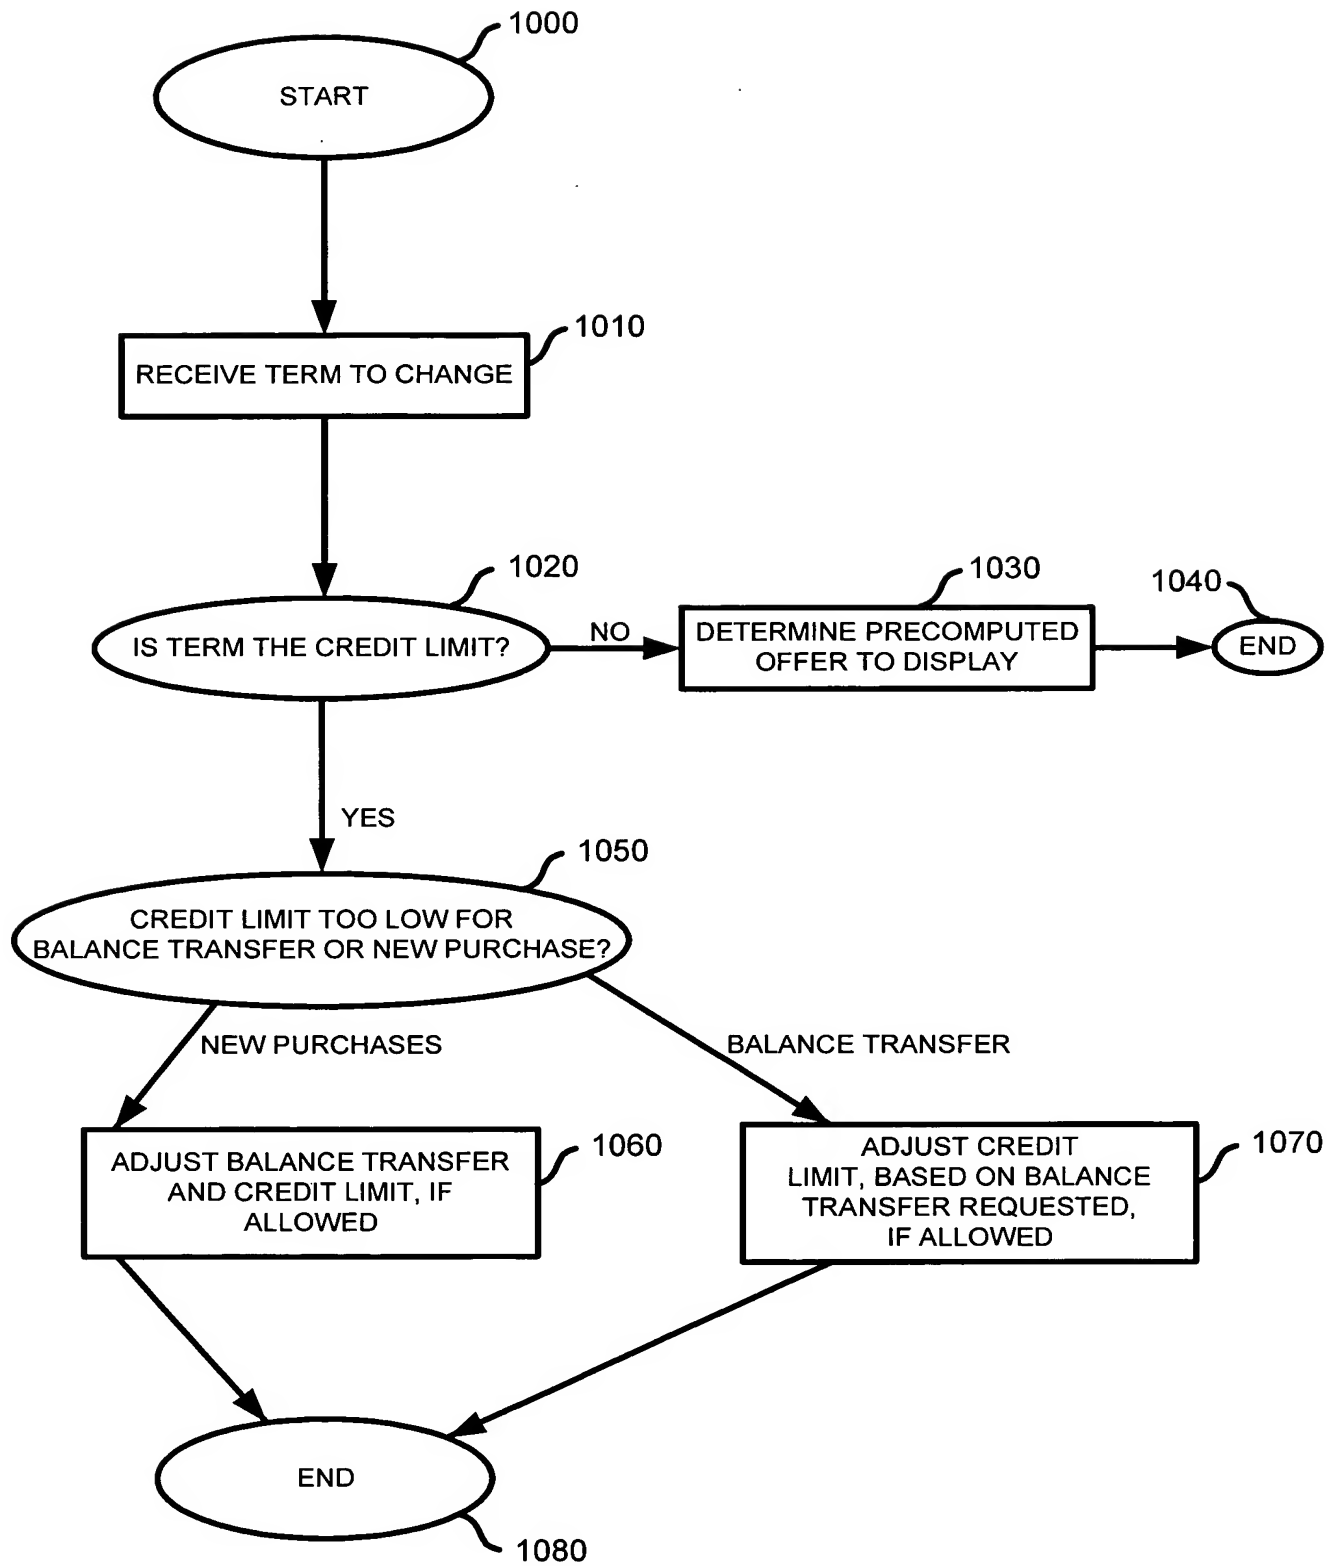 1000
START
1010
RECEIVE TERM TO CHANGE
1020
IS TERM THE CREDIT LIMIT?
NO
1030
DETERMINE PRECOMPUTED
OFFER TO DISPLAY
1040
END
YES
1050
CREDIT LIMIT TOO LOW FOR
BALANCE TRANSFER OR NEW PURCHASE?
NEW PURCHASES
BALANCE TRANSFER
1060
ADJUST BALANCE TRANSFER
AND CREDIT LIMIT, IF
ALLOWED
1070
ADJUST CREDIT
LIMIT, BASED ON BALANCE
TRANSFER REQUESTED,
IF ALLOWED
END
1080